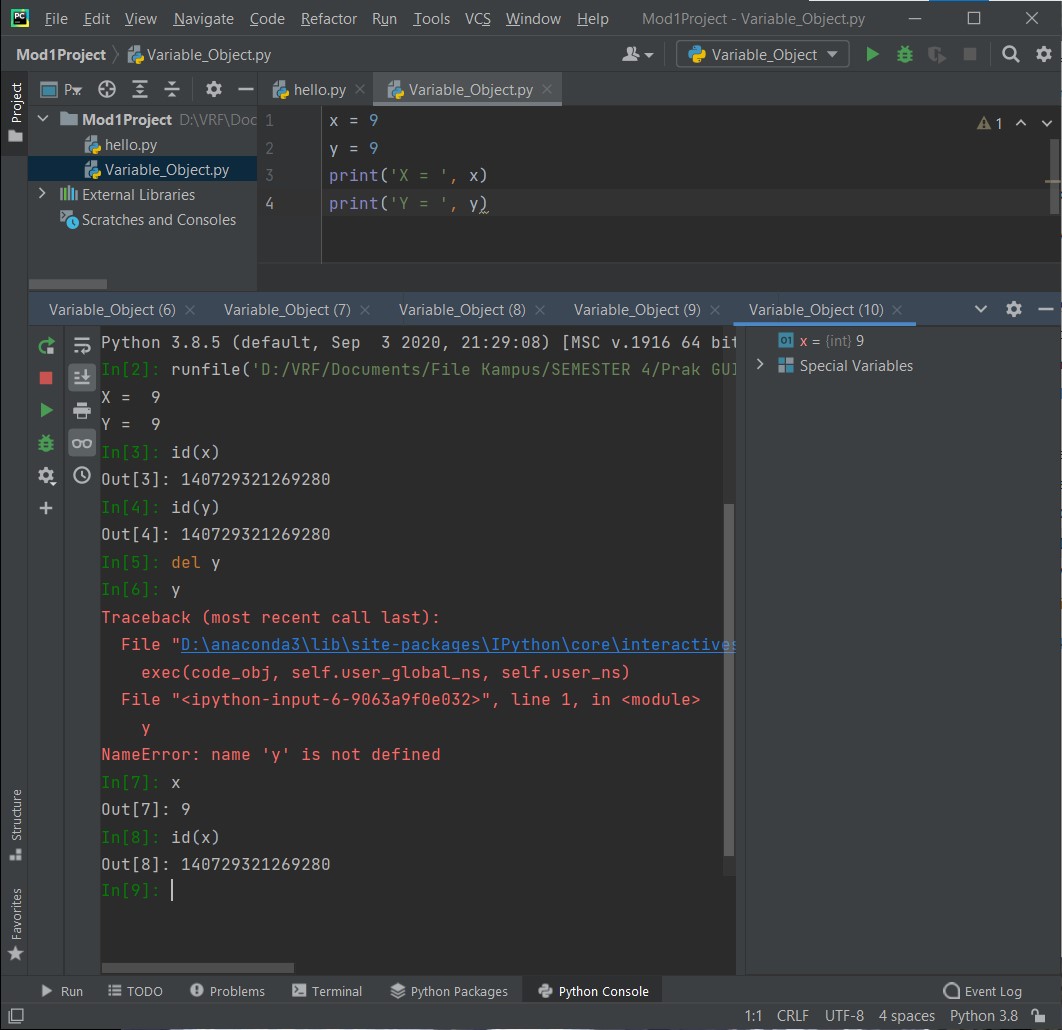 PC File Edit View Navigate Code Refactor Run Tools VCS Window Help Mod1Project - Variable_Object.py
Mod1Project Variable_Object.py Variable_Object
Project
P
hello.py Variable_Object.py
Mod1Project D:\VRF\Doc
hello.py
Variable_Object.py
External Libraries
Scratches and Consoles
1 x = 9
2 y = 9
3 print('X = ', x)
4 print('Y = ', y)
1
Variable_Object (6) Variable_Object (7) Variable_Object (8) Variable_Object (9) Variable_Object (10)
Python 3.8.5 (default, Sep  3 2020, 21:29:08) [MSC v.1916 64 bit
In[2]: runfile('D:/VRF/Documents/File Kampus/SEMESTER 4/Prak GUI
X =  9
Y =  9
In[3]: id(x)
Out[3]: 140729321269280
In[4]: id(y)
Out[4]: 140729321269280
In[5]: del y
In[6]: y
Traceback (most recent call last):
File "D:\anaconda3\lib\site-packages\IPython\core\interactives
exec(code_obj, self.user_global_ns, self.user_ns)
File "<ipython-input-6-9063a9f0e032>", line 1, in <module>
y
NameError: name 'y' is not defined
In[7]: x
Out[7]: 9
In[8]: id(x)
Out[8]: 140729321269280
In[9]:
01 x = {int} 9
Special Variables
Structure
Favorites
Run TODO Problems Terminal Python Packages Python Console Event Log
1:1 CRLF UTF-8 4 spaces Python 3.8